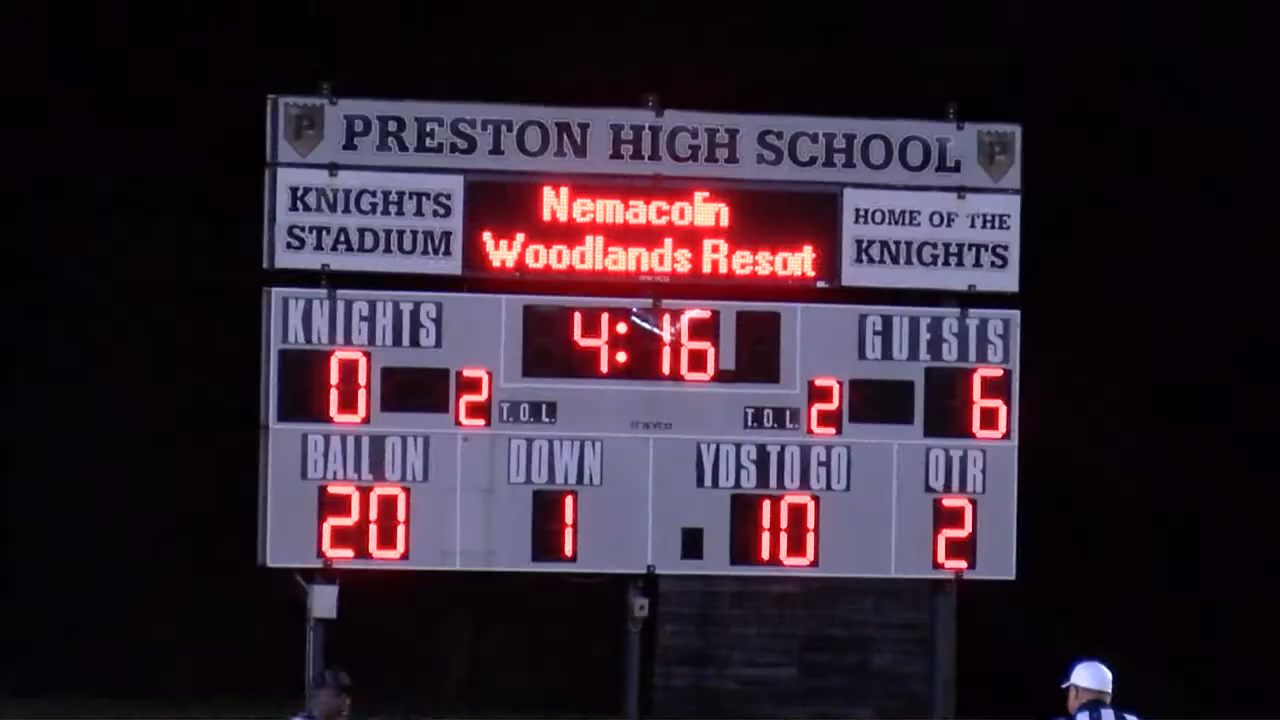 P PRESTON HIGH SCHOOL P
KNIGHTS
STADIUM
Nemacolin
Woodlands Resort
HOME OF THE
KNIGHTS
KNIGHTS
4:16
GUESTS
0
2
T. O. L.
T. O. L.
2
6
BALL ON
DOWN
YDS TO GO
QTR
20
1
10
2